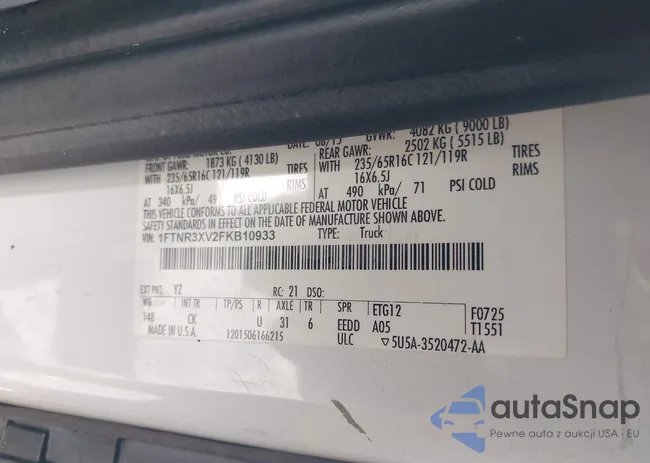 DATE: 08/15 GVWR: 4082 KG ( 9000 LB)
FRONT GAWR: 1873 KG ( 4130 LB) REAR GAWR: 2502 KG ( 5515 LB)
WITH 235/65R16C 121/119R TIRES WITH 235/65R16C 121/119R TIRES
16X6.5J RIMS 16X6.5J RIMS
AT 340 kPa/ 49 PSI COLD AT 490 kPa/ 71 PSI COLD
THIS VEHICLE CONFORMS TO ALL APPLICABLE FEDERAL MOTOR VEHICLE
SAFETY STANDARDS IN EFFECT ON THE DATE OF MANUFACTURE SHOWN ABOVE.
VIN: 1FTNR3XV2FKB10933 TYPE: Truck
EXT PNT: YZ RC: 21 DSO:
WB INT TR TP/PS R AXLE TR SPR ETG12 F0725
148 CK U 31 6 EEDD A05 T1551
MADE IN U.S.A. 1201506166215 ULC ▽5U5A-3520472-AA
autaSnap
Pewne auta z aukcji USA i EU